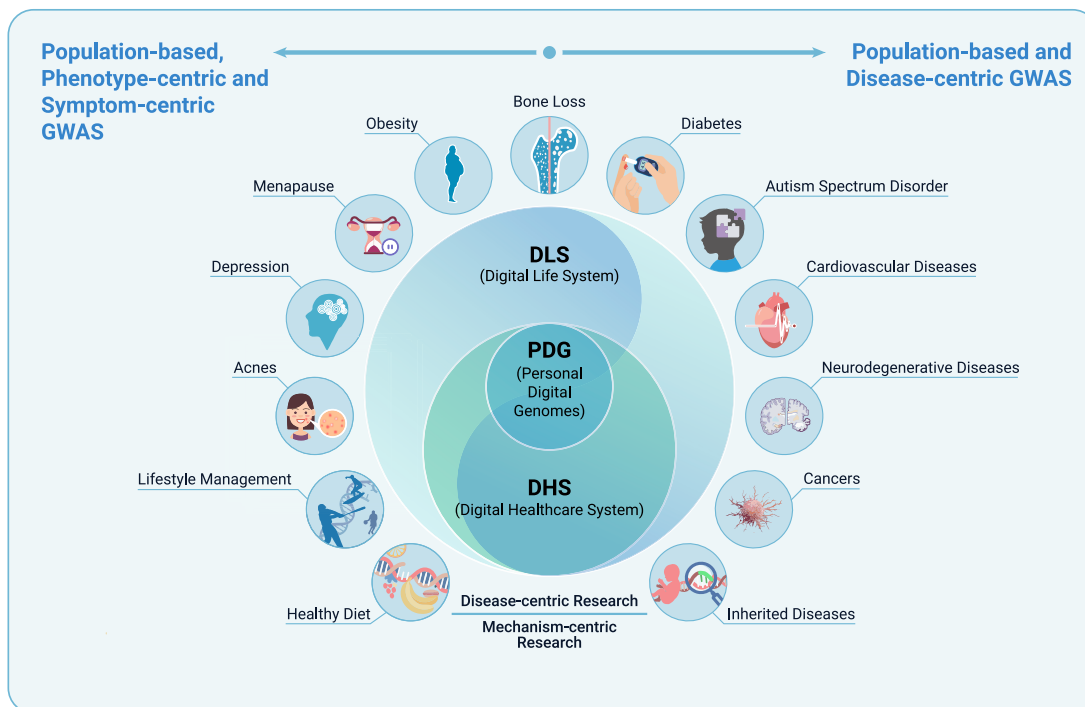 Population-based,
Phenotype-centric and
Symptom-centric
GWAS
Population-based and
Disease-centric GWAS
Bone Loss
Obesity
Diabetes
Menapause
Autism Spectrum Disorder
Depression
Cardiovascular Diseases
Acnes
Neurodegenerative Diseases
Lifestyle Management
Cancers
Healthy Diet
Inherited Diseases
DLS
(Digital Life System)
PDG
(Personal
Digital
Genomes)
DHS
(Digital Healthcare System)
Disease-centric Research
Mechanism-centric
Research